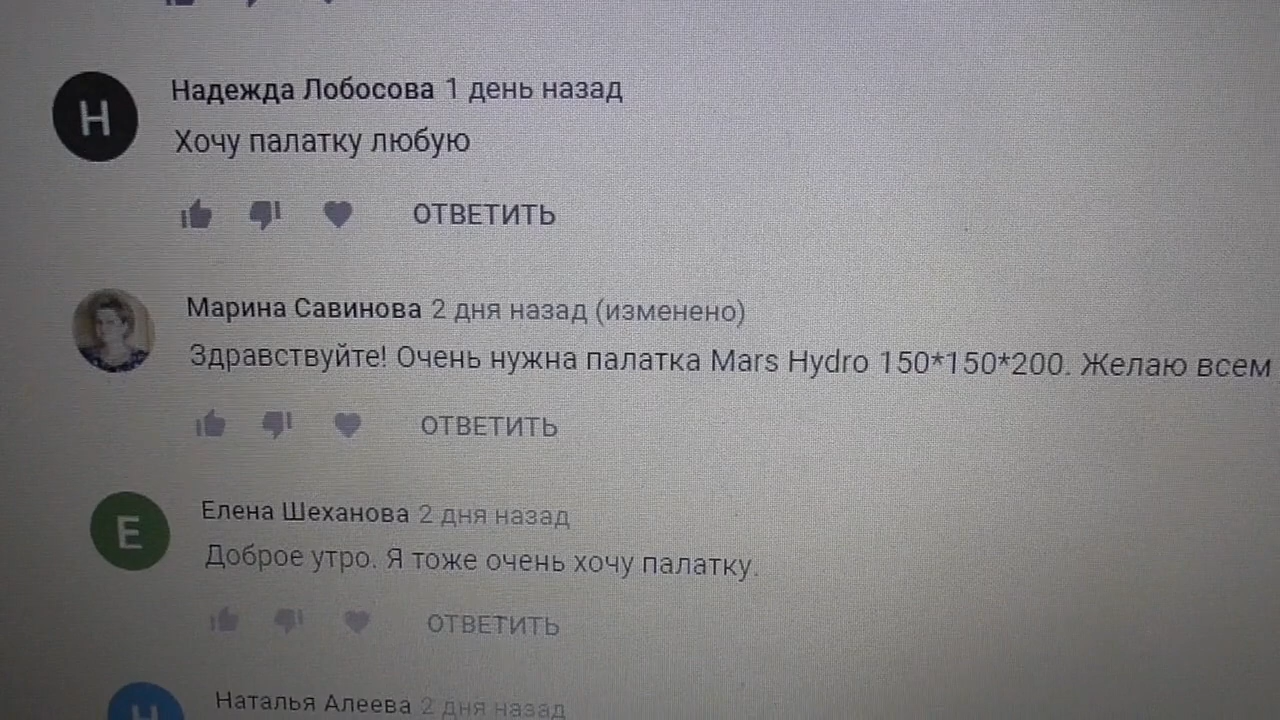 Н
Надежда Лобосова 1 день назад
Хочу палатку любую
ОТВЕТИТЬ
Марина Савинова 2 дня назад (изменено)
Здравствуйте! Очень нужна палатка Mars Hydro 150*150*200. Желаю всем
ОТВЕТИТЬ
Е
Елена Шеханова 2 дня назад
Доброе утро. Я тоже очень хочу палатку.
ОТВЕТИТЬ
Н
Наталья Алеева 2 дня назад